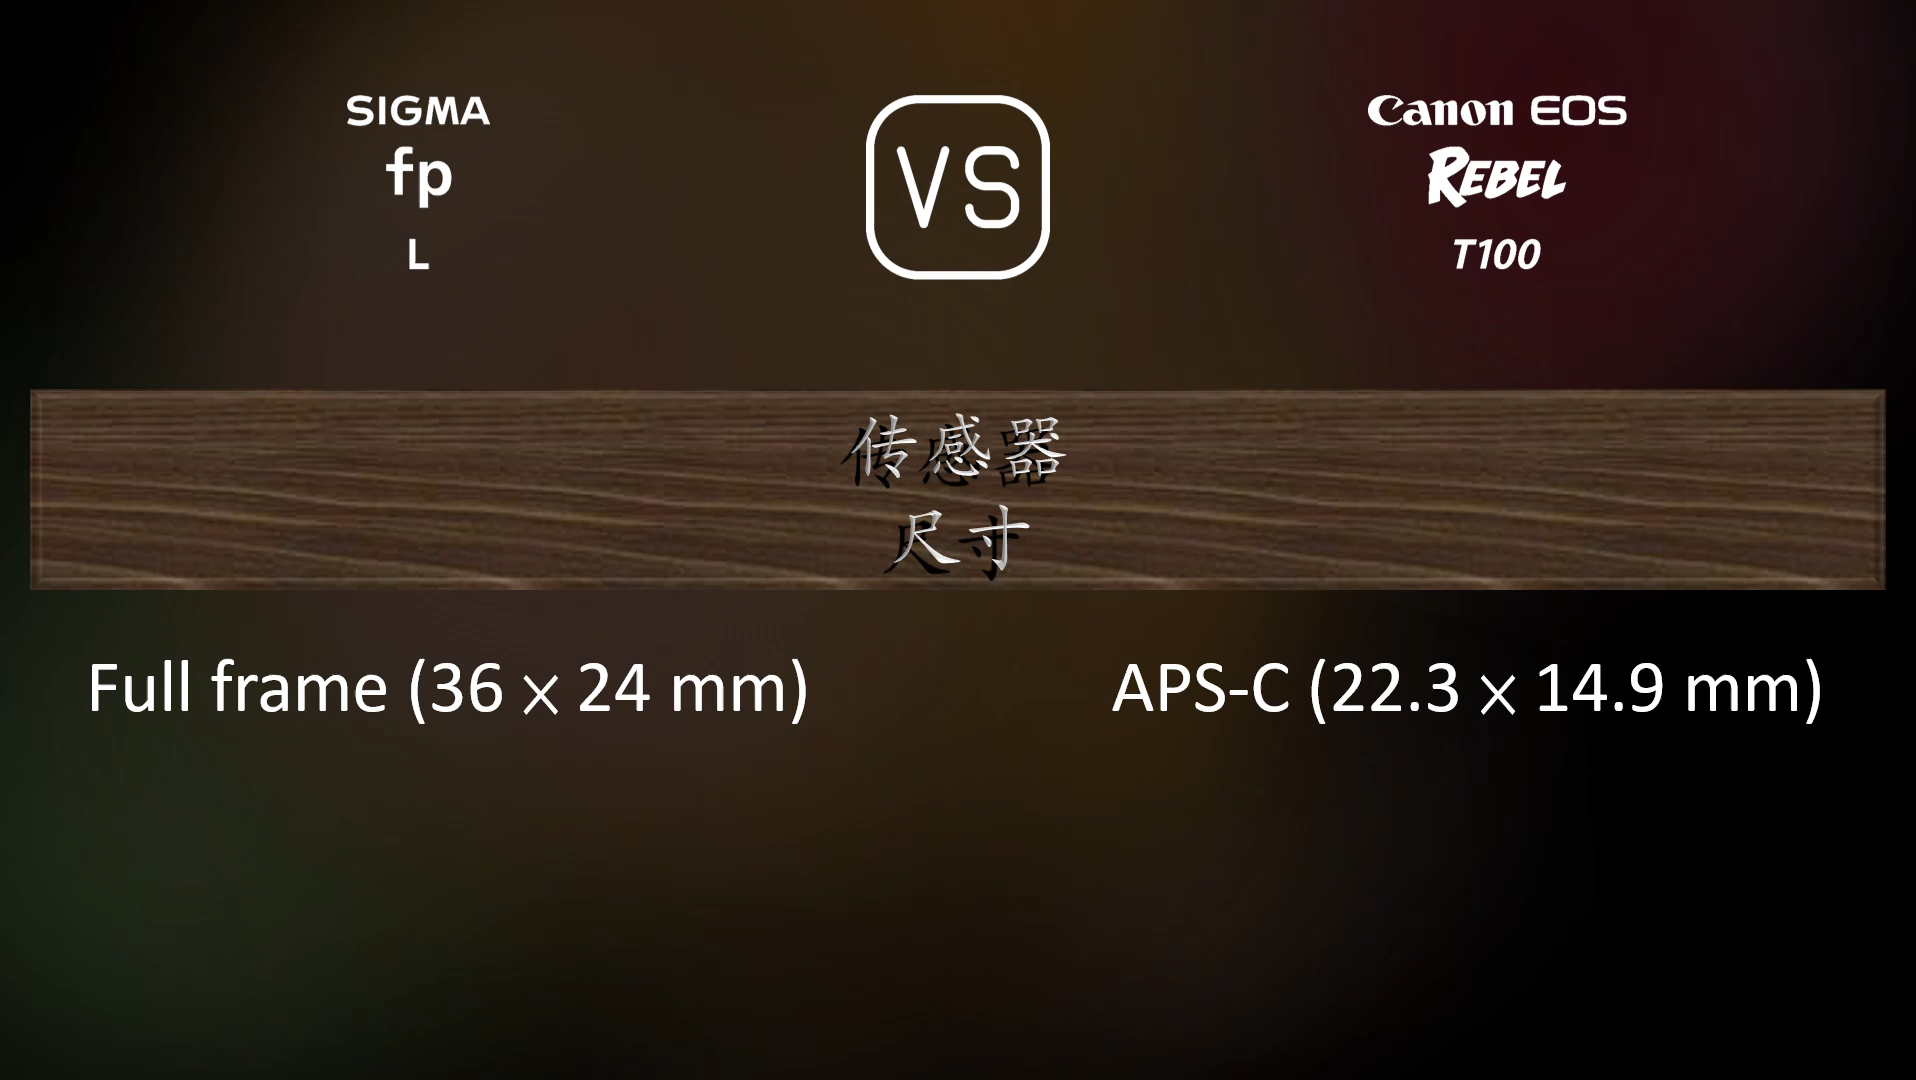 SIGMA
fp
L
VS
Canon EOS
REBEL
T100
传感器
尺寸
Full frame (36 x 24 mm)
APS-C (22.3 x 14.9 mm)